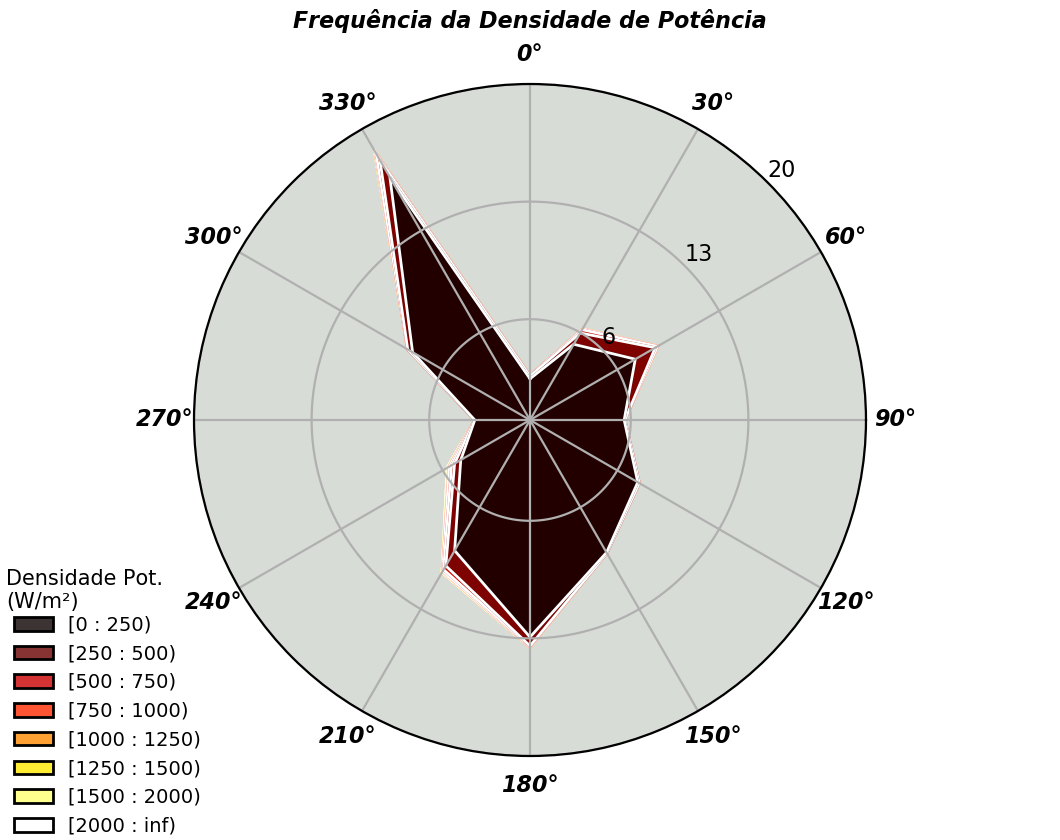 Frequência da Densidade de Potência
0°
30°
60°
90°
120°
150°
180°
210°
240°
270°
300°
330°
6
13
20
Densidade Pot.
(W/m²)
[0 : 250)
[250 : 500)
[500 : 750)
[750 : 1000)
[1000 : 1250)
[1250 : 1500)
[1500 : 2000)
[2000 : inf)